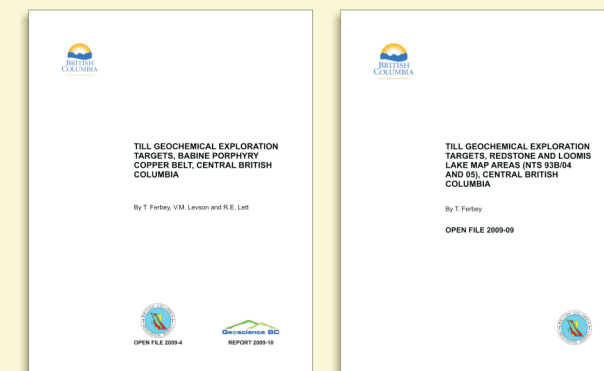 BRITISH
COLUMBIA
TILL GEOCHEMICAL EXPLORATION
TARGETS, BABINE PORPHYRY
COPPER BELT, CENTRAL BRITISH
COLUMBIA
By T. Ferbey, V.M. Levson and R.E. Lett
OPEN FILE 2009-4
Geoscience BC
REPORT 2009-10
BRITISH
COLUMBIA
TILL GEOCHEMICAL EXPLORATION
TARGETS, REDSTONE AND LOOMIS
LAKE MAP AREAS (NTS 93B/04
AND 05), CENTRAL BRITISH
COLUMBIA
By T. Ferbey
OPEN FILE 2009-09